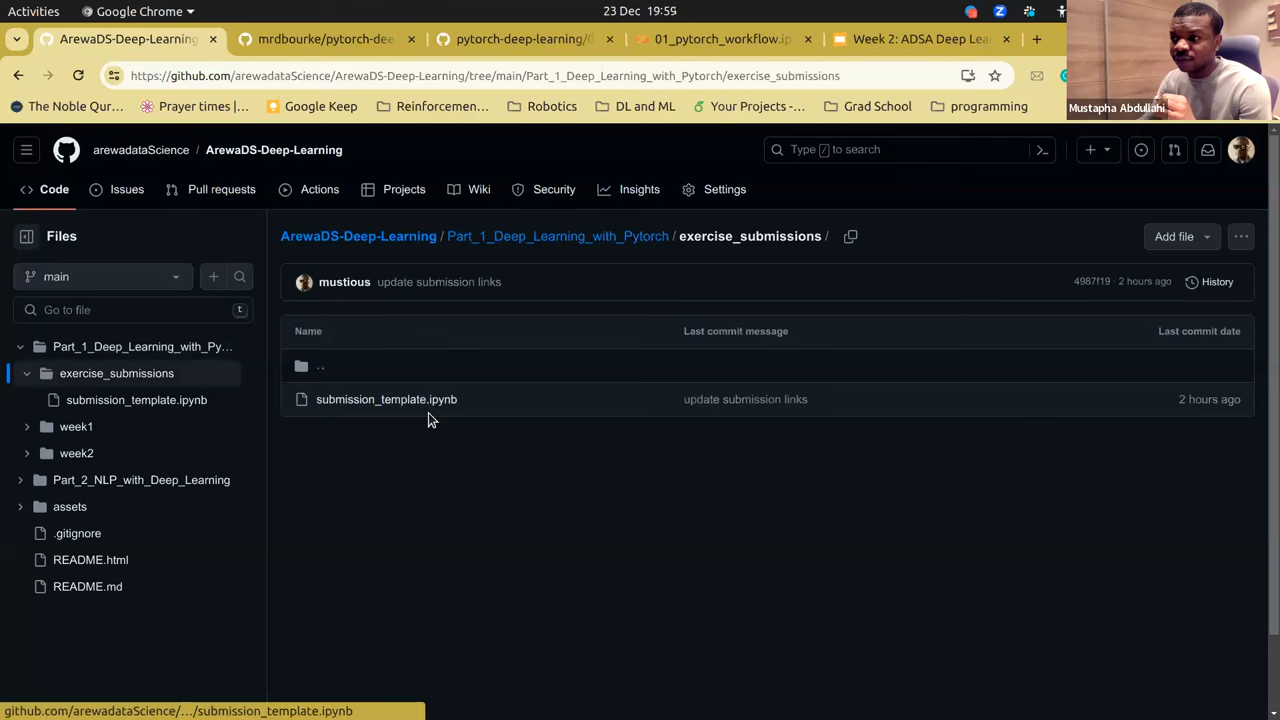 Activities
Google Chrome
23 Dec 19:59
ArewaDS-Deep-Learning
mrdbourke/pytorch-dee
pytorch-deep-learning/d
01_pytorch_workflow.ip
Week 2: ADSA Deep Lea
https://github.com/arewadataScience/ArewaDS-Deep-Learning/tree/main/Part_1_Deep_Learning_with_Pytorch/exercise_submissions
The Noble Qur...
Prayer times |...
Google Keep
Reinforcemen...
Robotics
DL and ML
Your Projects -...
Grad School
programming
Mustapha Abdullahi
arewadataScience / ArewaDS-Deep-Learning
Type / to search
Code
Issues
Pull requests
Actions
Projects
Wiki
Security
Insights
Settings
Files
ArewaDS-Deep-Learning / Part_1_Deep_Learning_with_Pytorch / exercise_submissions /
Add file
main
Go to file
t
mustious update submission links
4987f19 · 2 hours ago
History
Name
Last commit message
Last commit date
..
submission_template.ipynb
update submission links
2 hours ago
Part_1_Deep_Learning_with_Py...
exercise_submissions
submission_template.ipynb
week1
week2
Part_2_NLP_with_Deep_Learning
assets
.gitignore
README.html
README.md
github.com/arewadataScience/.../submission_template.ipynb